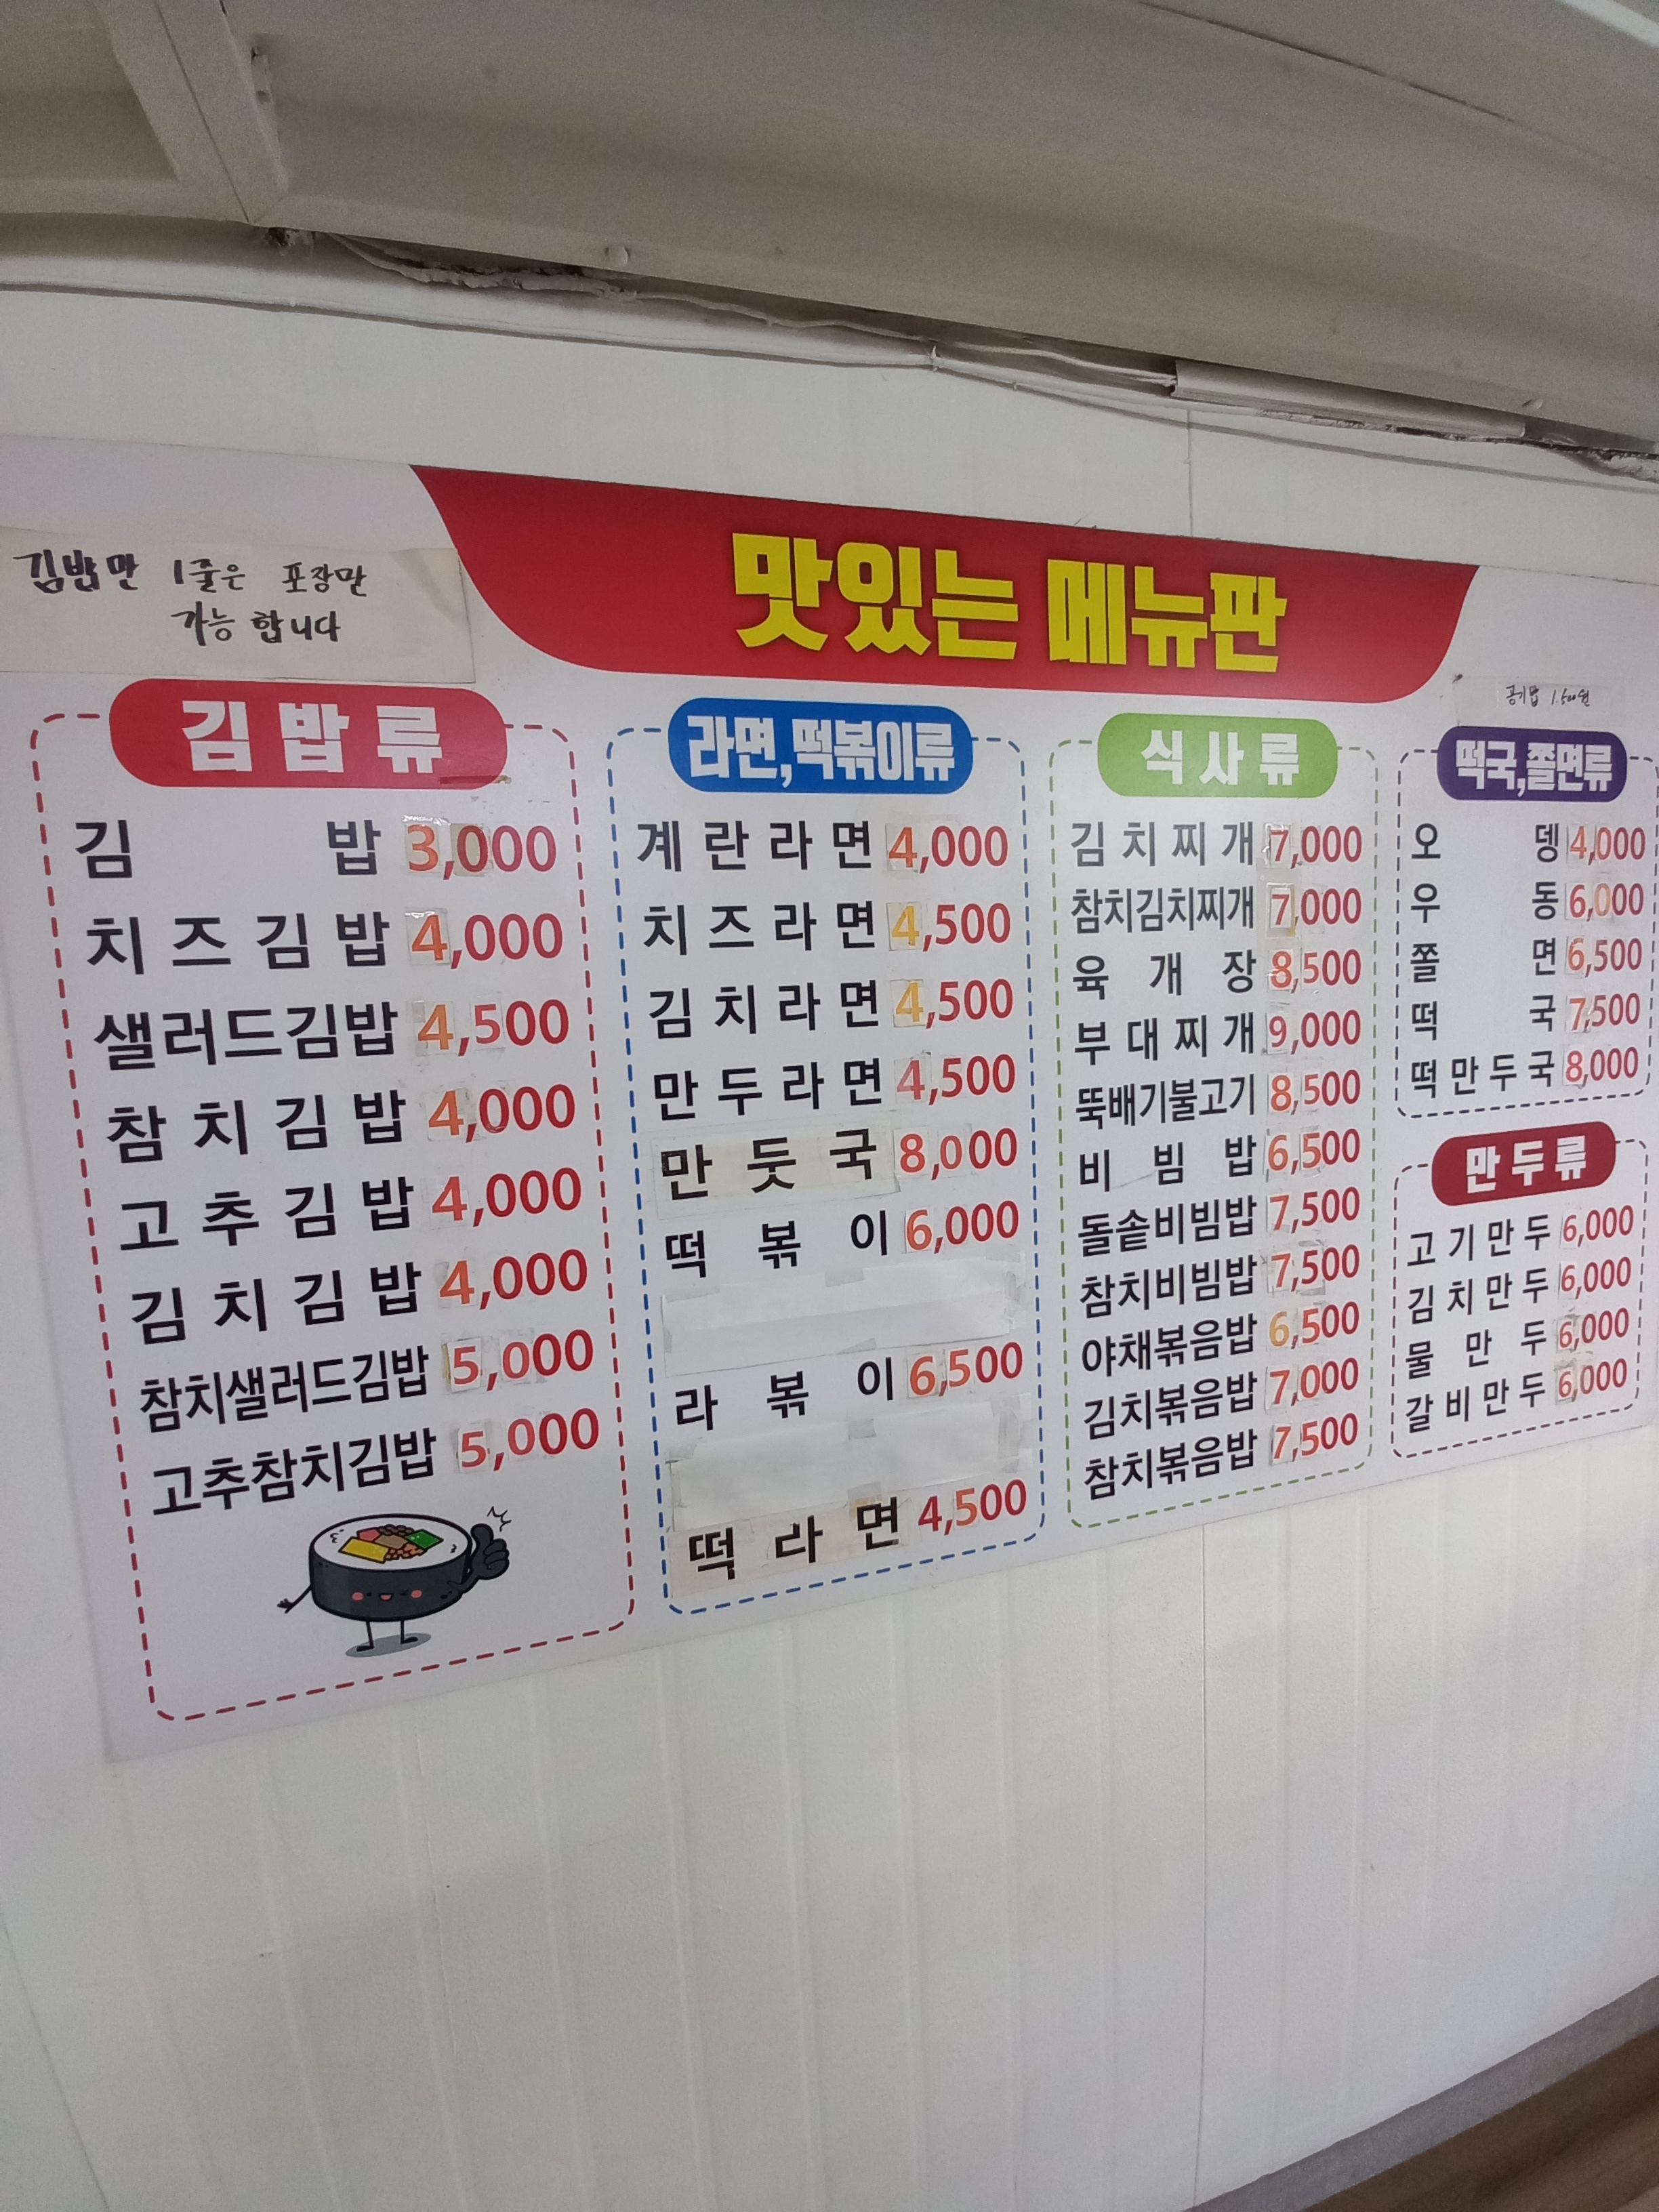 김밥만 1줄은 포장만
가능합니다
맛있는 메뉴판
김밥류
김밥 3,000
치즈김밥 4,000
샐러드김밥 4,500
참치김밥 4,000
고추김밥 4,000
김치김밥 4,000
참치샐러드김밥 5,000
고추참치김밥 5,000
라면,떡볶이류
계란라면 4,000
치즈라면 4,500
김치라면 4,500
만두라면 4,500
만듯국 8,000
떡볶이 6,000
라볶이 6,500
떡라면 4,500
식사류
김치찌개 7,000
참치김치찌개 7,000
육개장 8,500
부대찌개 9,000
뚝배기불고기 8,500
비빔밥 6,500
돌솥비빔밥 7,500
참치비빔밥 7,500
야채볶음밥 6,500
김치볶음밥 7,000
참치볶음밥 7,500
공기밥 1.500원
떡국,쫄면류
오뎅 4,000
우동 6,000
쫄면 6,500
떡국 7,500
떡만두국 8,000
만두류
고기만두 6,000
김치만두 6,000
물만두 6,000
갈비만두 6,000